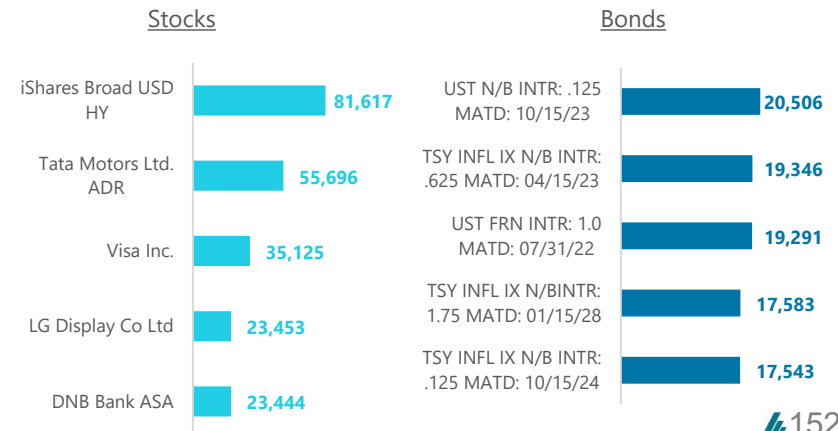 Stocks
iShares Broad USD
HY
81,617
Tata Motors Ltd.
ADR
55,696
Visa Inc.
35,125
LG Display Co Ltd
23,453
DNB Bank ASA
23,444
Bonds
UST N/B INTR: .125
MATD: 10/15/23
20,506
TSY INFL IX N/B INTR:
.625 MATD: 04/15/23
19,346
UST FRN INTR: 1.0
MATD: 07/31/22
19,291
TSY INFL IX N/BINTR:
1.75 MATD: 01/15/28
17,583
TSY INFL IX N/B INTR:
.125 MATD: 10/15/24
17,543
152